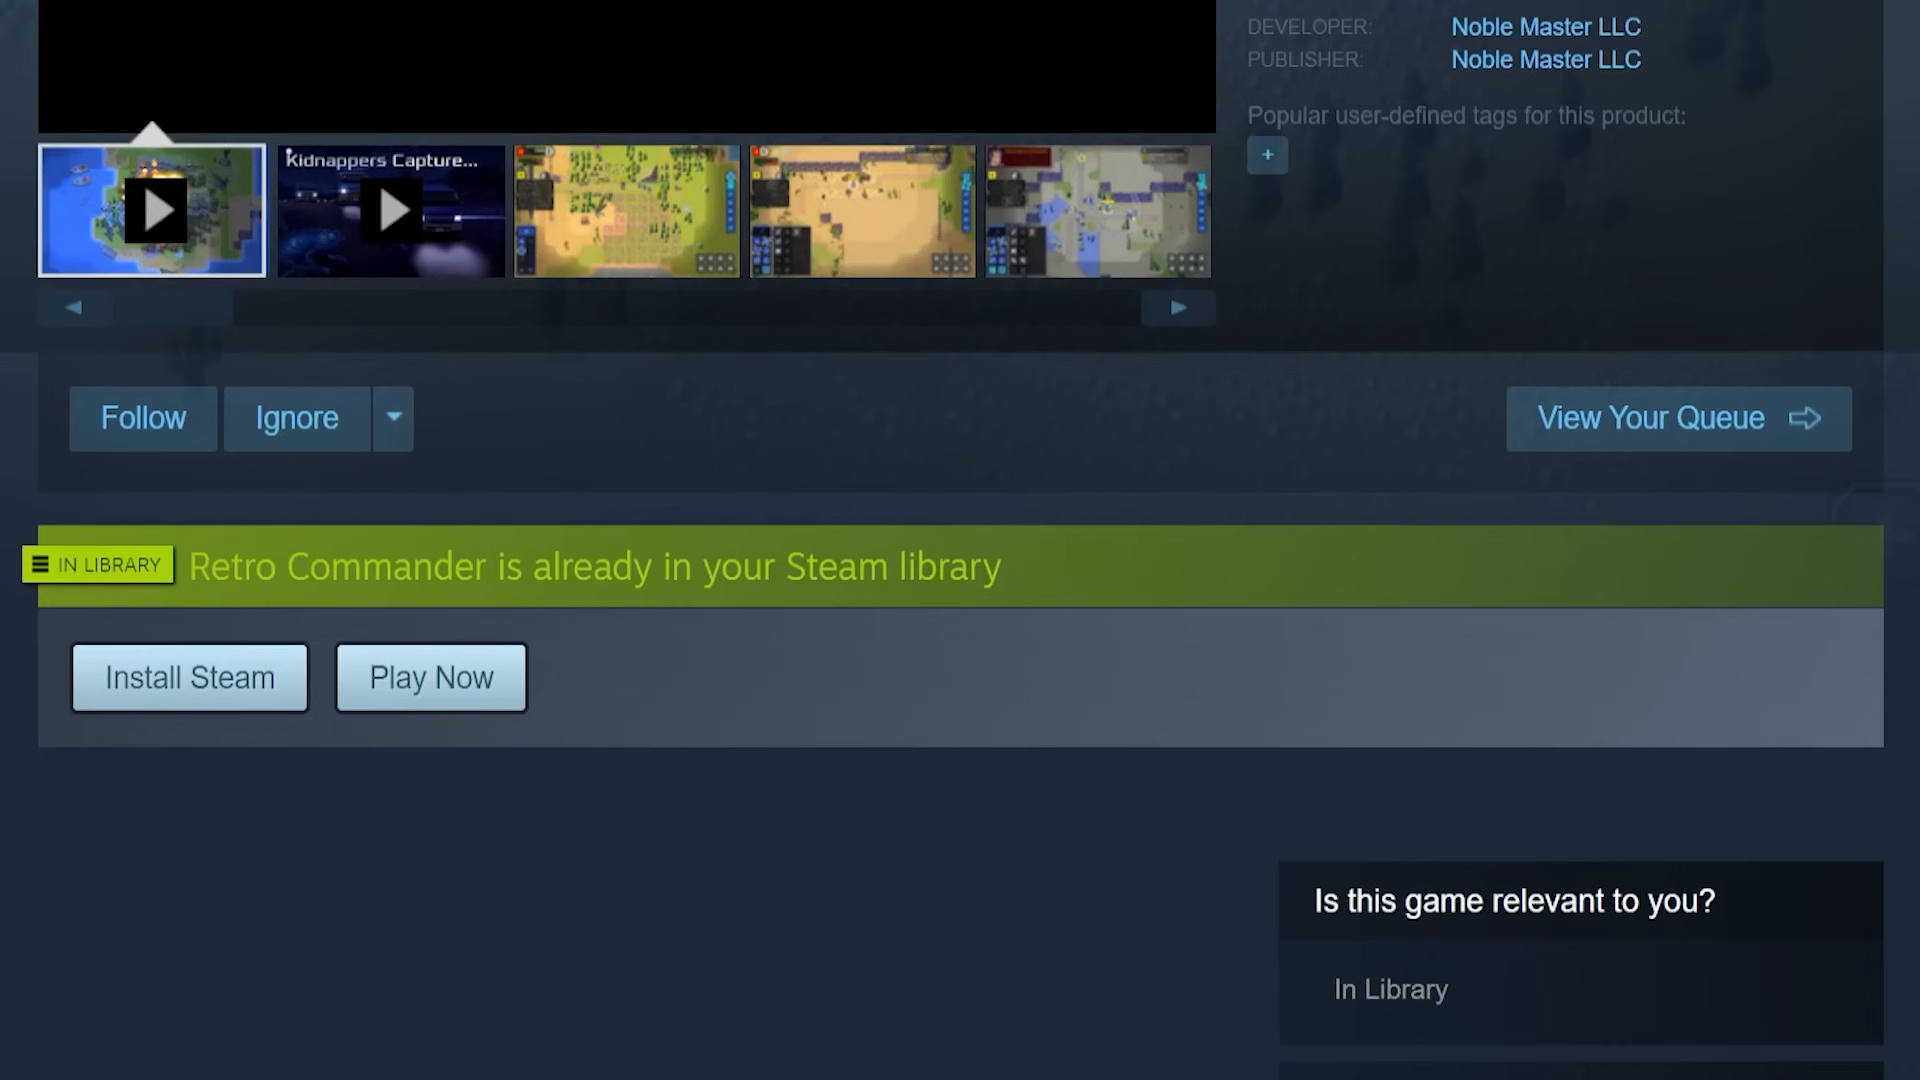 DEVELOPER: Noble Master LLC
PUBLISHER: Noble Master LLC
Popular user-defined tags for this product:
+
Kidnappers Capture...
Follow
Ignore
View Your Queue
IN LIBRARY
Retro Commander is already in your Steam library
Install Steam
Play Now
Is this game relevant to you?
In Library